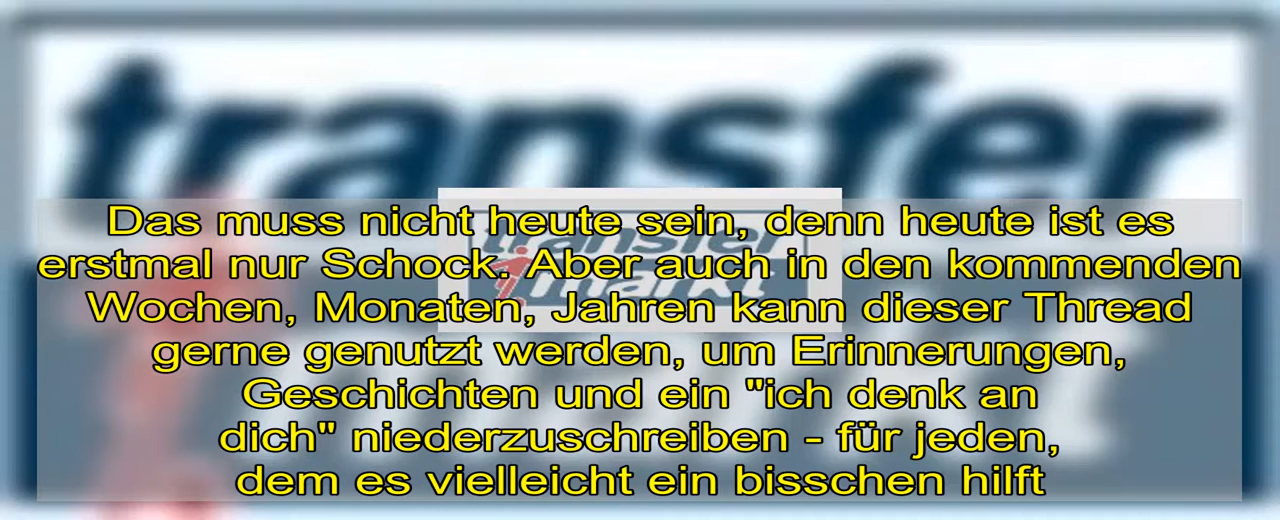 transfer
Das muss nicht heute sein, denn heute ist es
transfer
erstmal nur Schock. Aber auch in den kommenden
markt
Wochen, Monaten, Jahren kann dieser Thread
gerne genutzt werden, um Erinnerungen,
Geschichten und ein "ich denk an
dich" niederzuschreiben - für jeden,
dem es vielleicht ein bisschen hilft